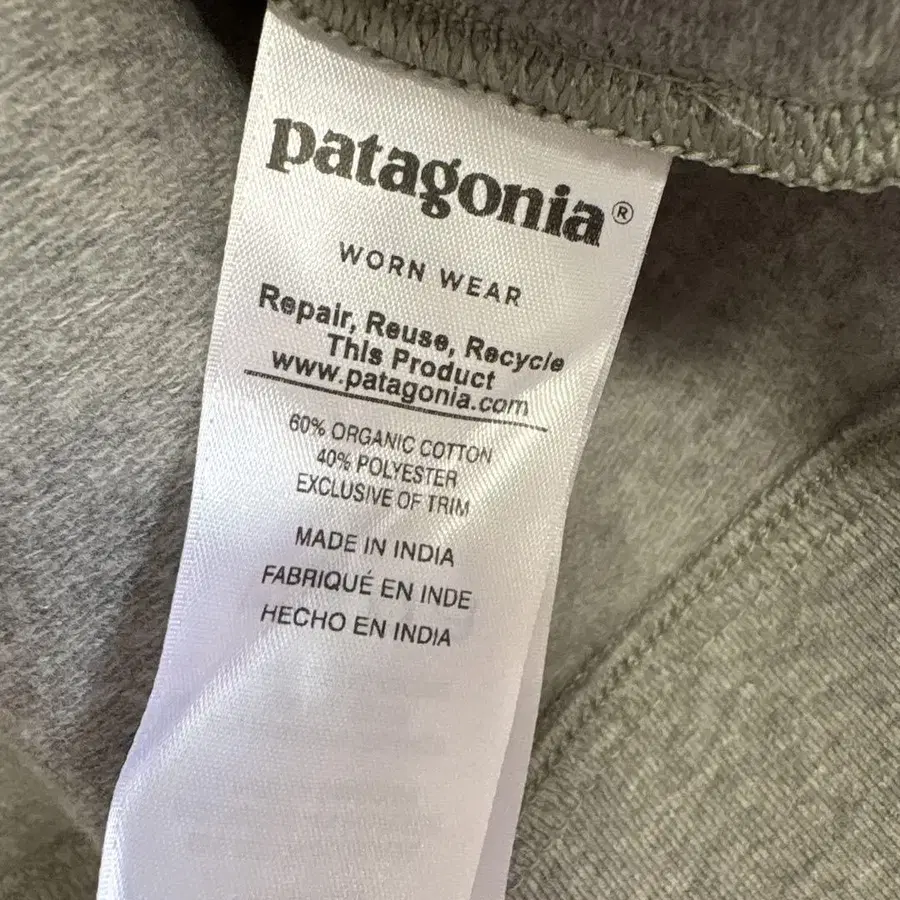 patagonia®
WORN WEAR
Repair, Reuse, Recycle
This Product
www.patagonia.com
60% ORGANIC COTTON
40% POLYESTER
EXCLUSIVE OF TRIM
MADE IN INDIA
FABRIQUÉ EN INDE
HECHO EN INDIA